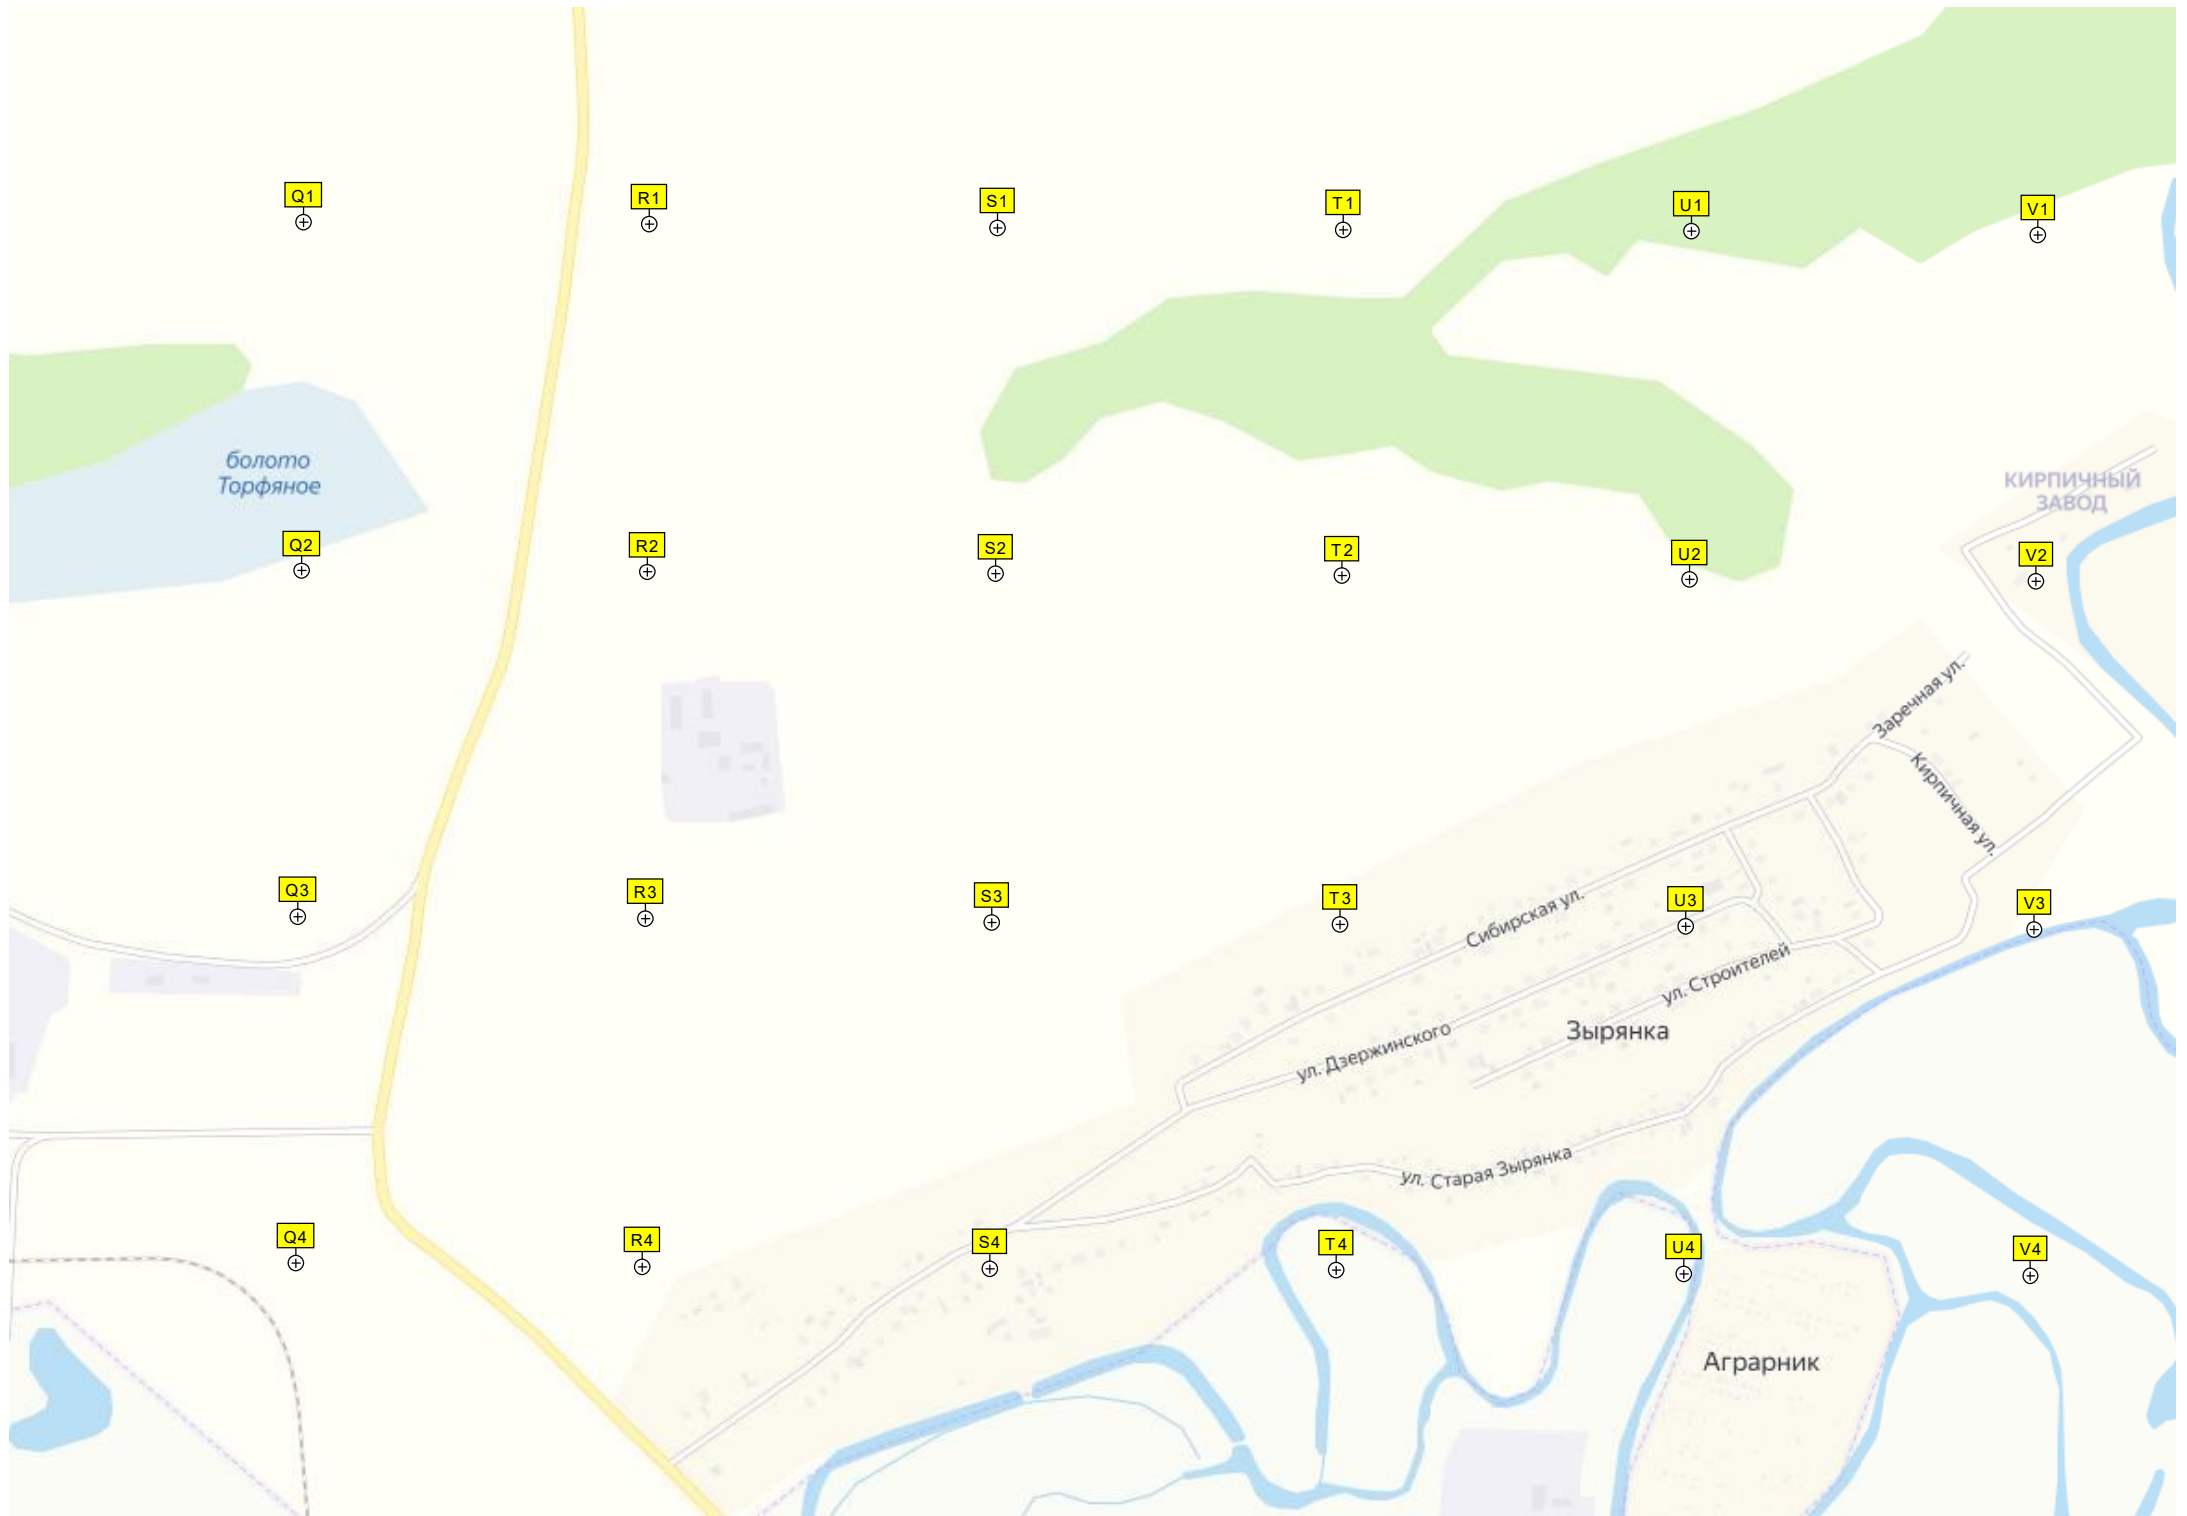 Q1
R1
S1
T1
U1
V1
болото
Торфяное
КИРПИЧНЫЙ
ЗАВОД
Q2
R2
S2
T2
U2
V2
Заречная ул.
Кирпичная ул.
Q3
R3
S3
T3
U3
V3
Сибирская ул.
ул. Строителей
ул. Дзержинского
Зырянка
ул. Старая Зырянка
Q4
R4
S4
T4
U4
V4
Аграрник